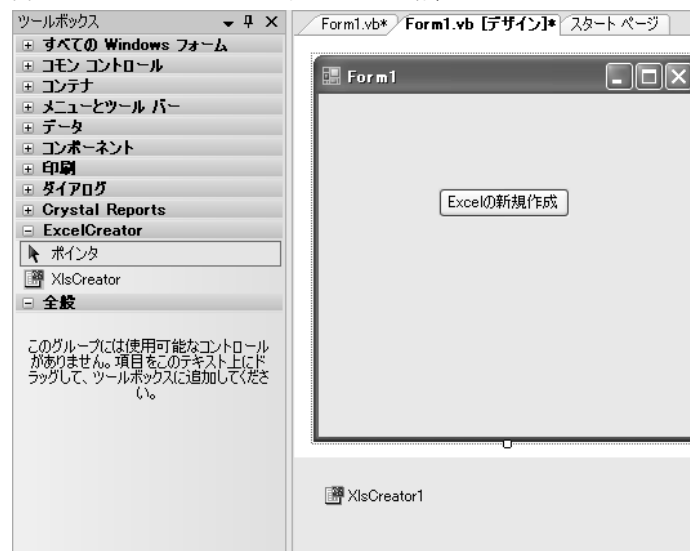 ツールボックス
すべての Windows フォーム
コモン コントロール
コンテナ
メニューとツール バー
データ
コンポーネント
印刷
ダイアログ
Crystal Reports
ExcelCreator
ポインタ
XlsCreator
全般
このグループには使用可能なコントロール
がありません。項目をこのテキスト上にド
ラッグして、ツールボックスに追加してくださ
い。
Form1.vb* Form1.vb [デザイン]* スタート ページ
Form1
Excelの新規作成
XlsCreator1